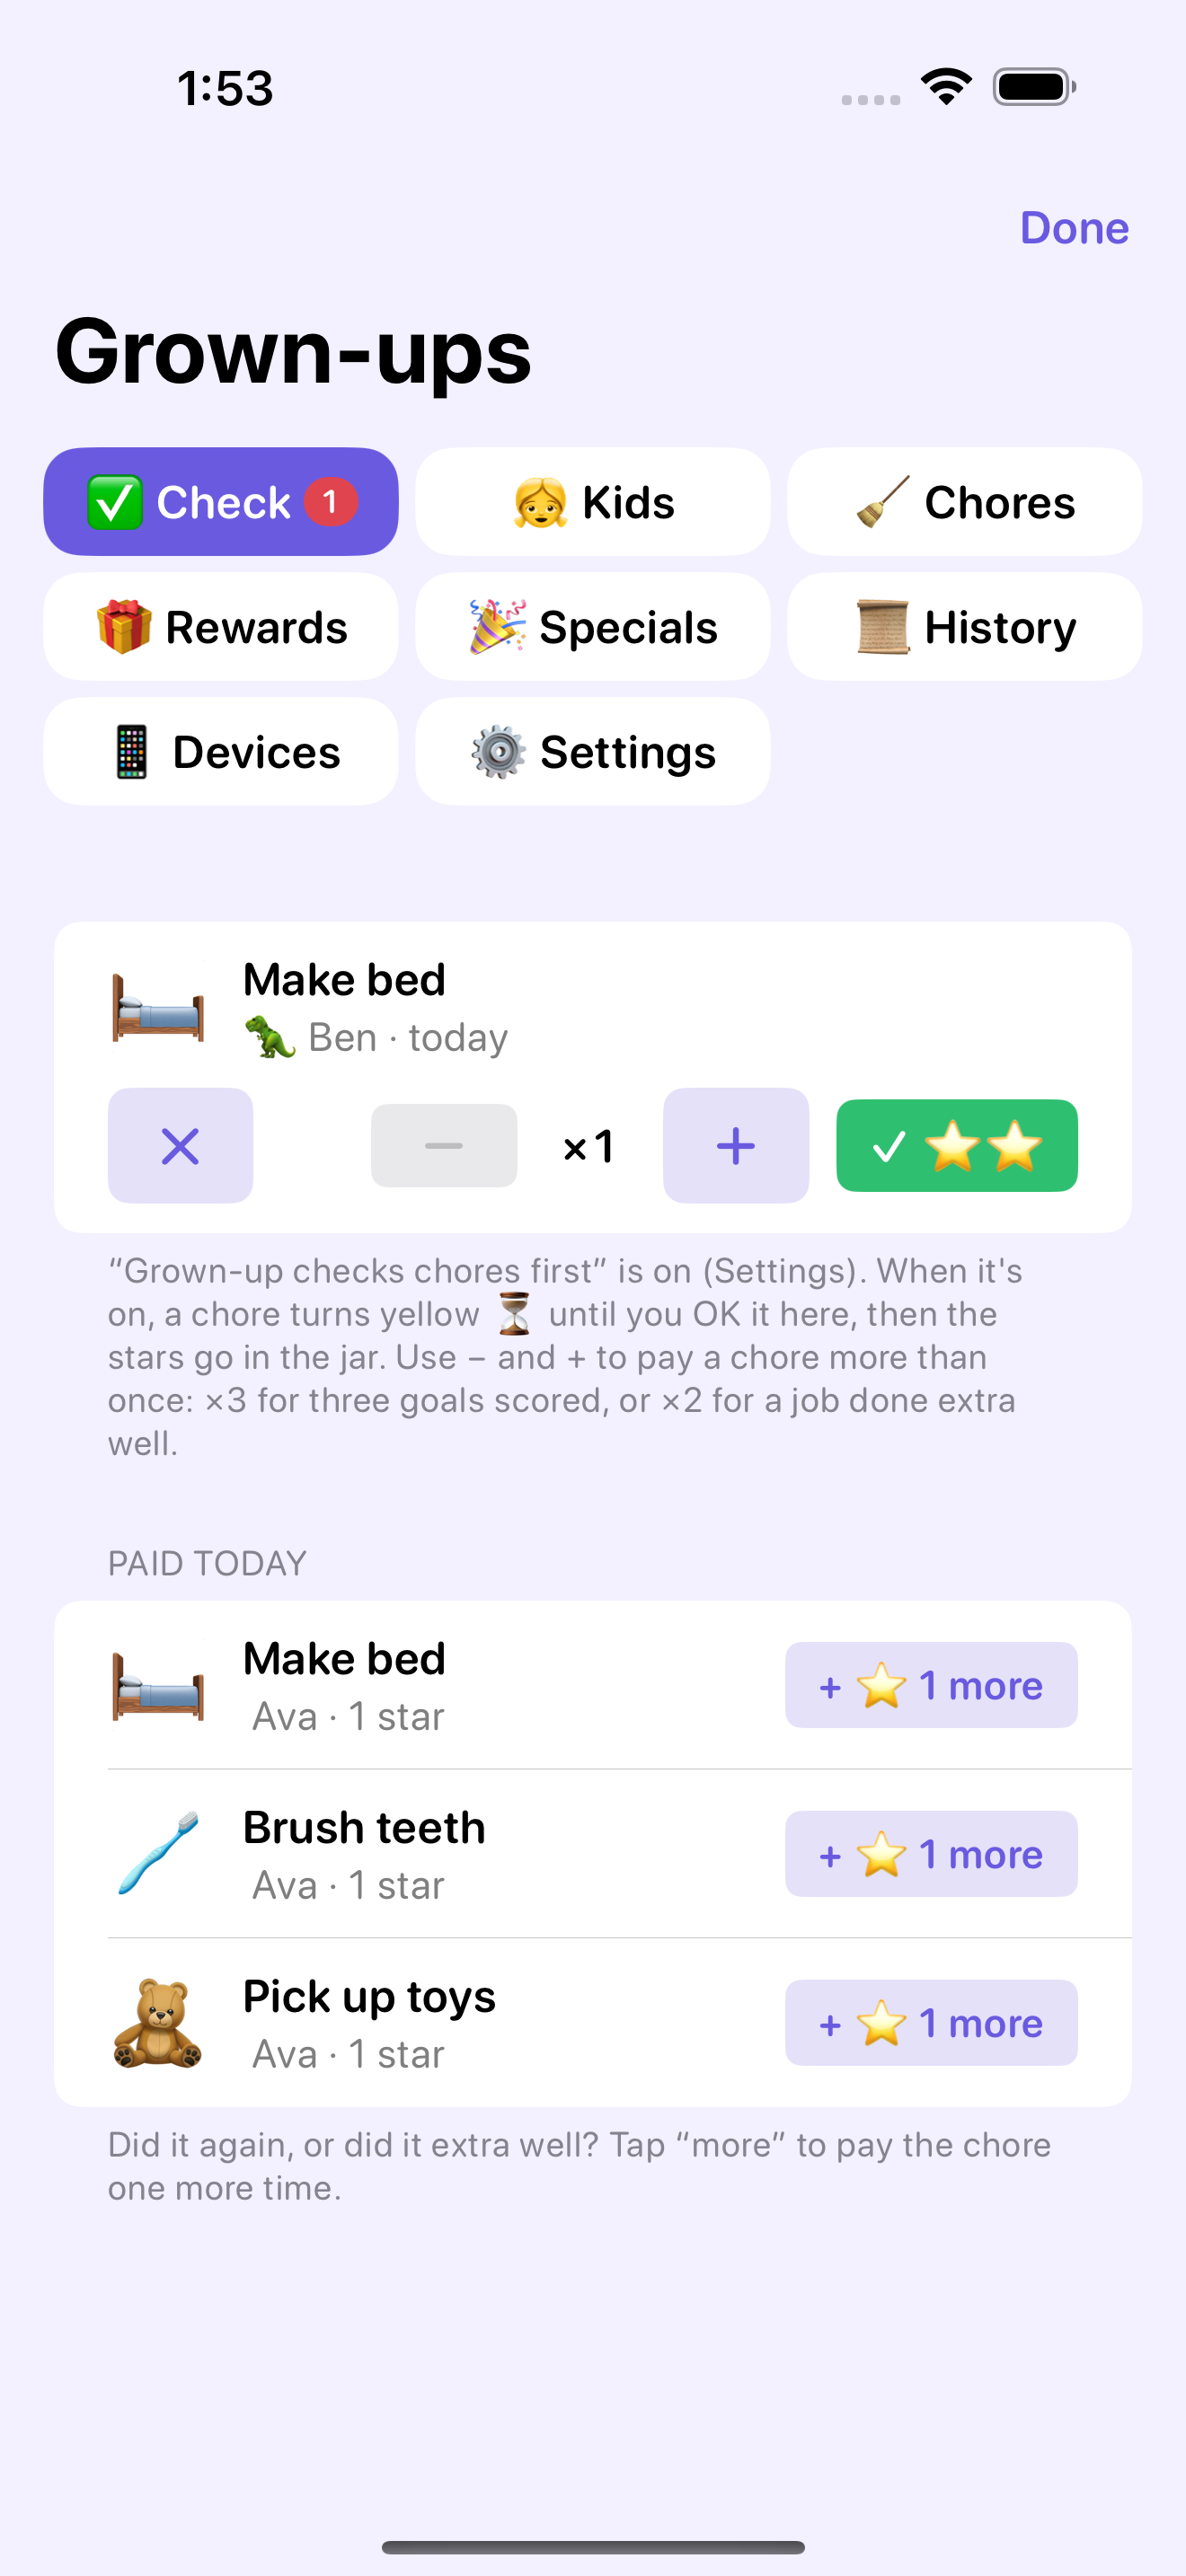 1:53
Done
Grown-ups
✅ Check 1
👧 Kids
🧹 Chores
🎁 Rewards
🎉 Specials
📜 History
📱 Devices
⚙️ Settings
Make bed
🦖 Ben · today
×1
✓ ⭐⭐
“Grown-up checks chores first” is on (Settings). When it's
on, a chore turns yellow ⏳ until you OK it here, then the
stars go in the jar. Use − and + to pay a chore more than
once: ×3 for three goals scored, or ×2 for a job done extra
well.
PAID TODAY
Make bed
Ava · 1 star
+ ⭐ 1 more
Brush teeth
Ava · 1 star
+ ⭐ 1 more
Pick up toys
Ava · 1 star
+ ⭐ 1 more
Did it again, or did it extra well? Tap “more” to pay the chore
one more time.